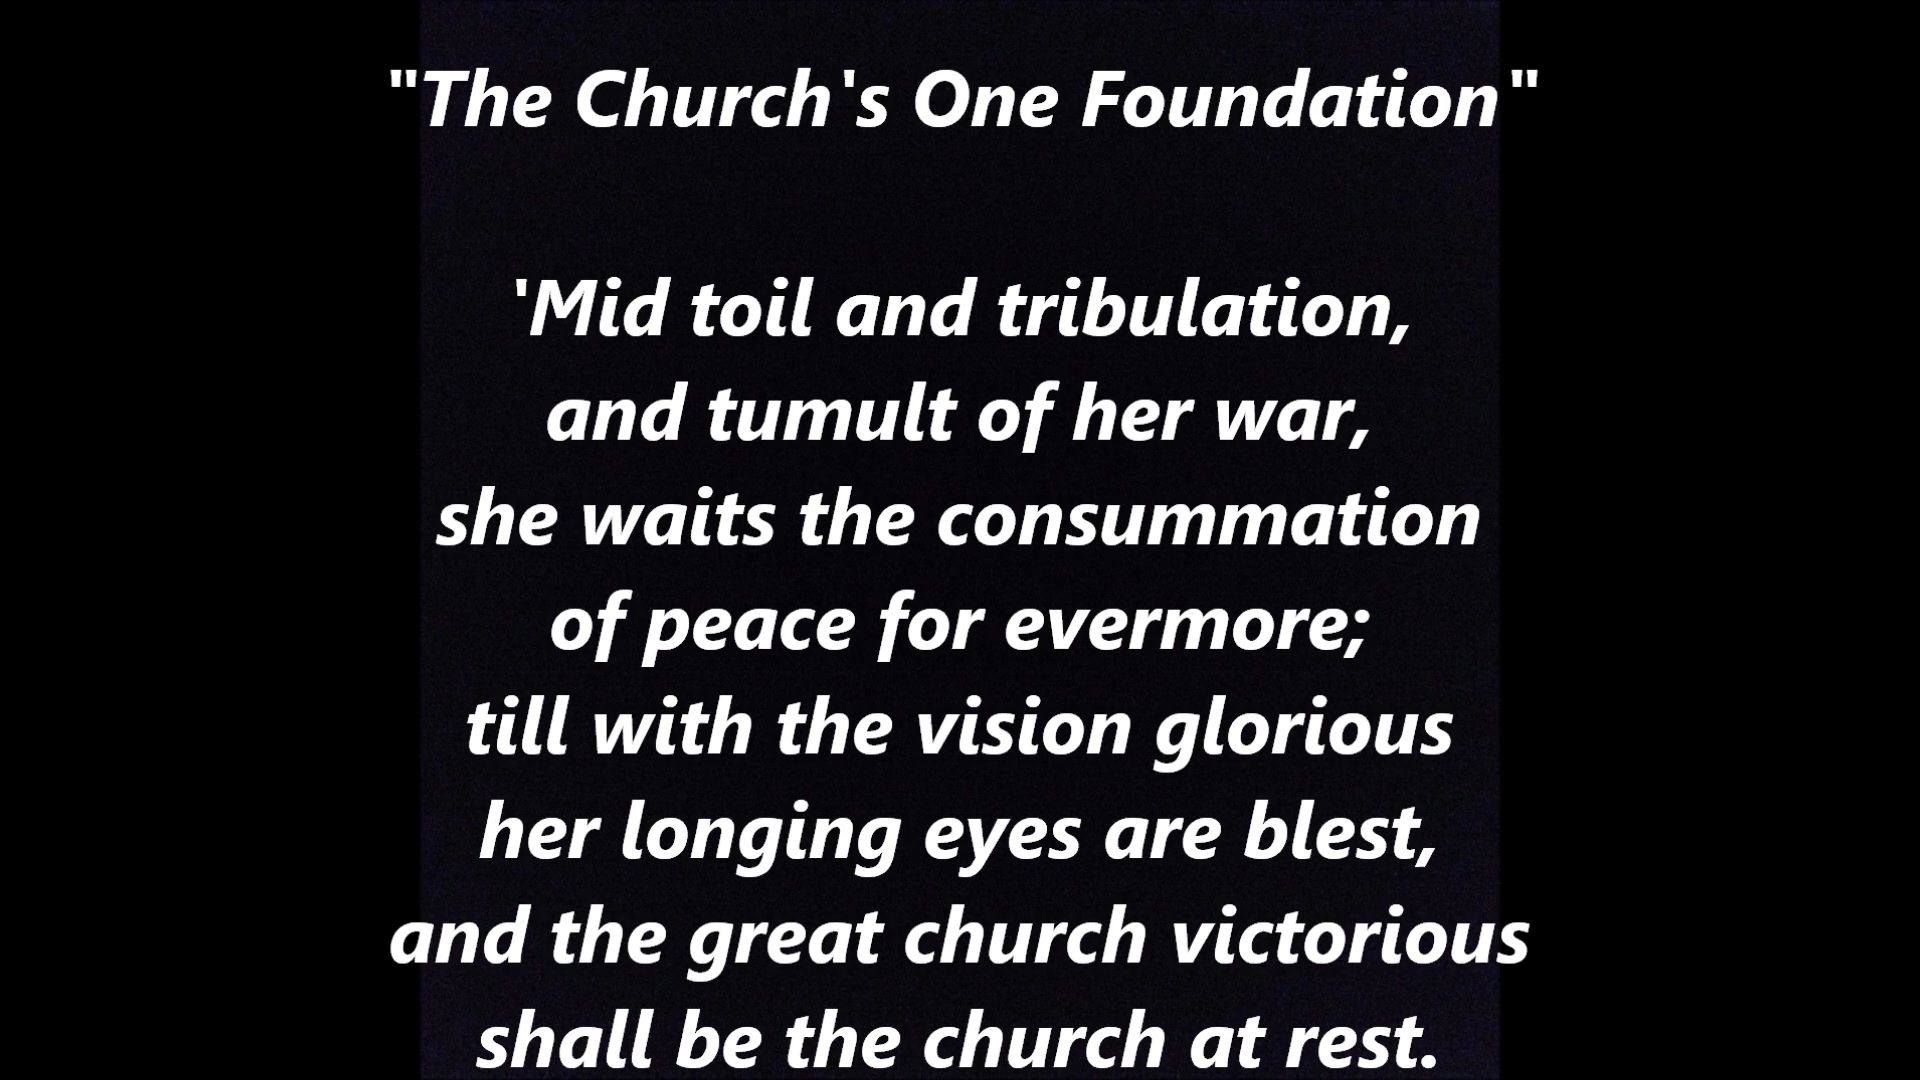 "The Church's One Foundation"
'Mid toil and tribulation,
and tumult of her war,
she waits the consummation
of peace for evermore;
till with the vision glorious
her longing eyes are blest,
and the great church victorious
shall be the church at rest.